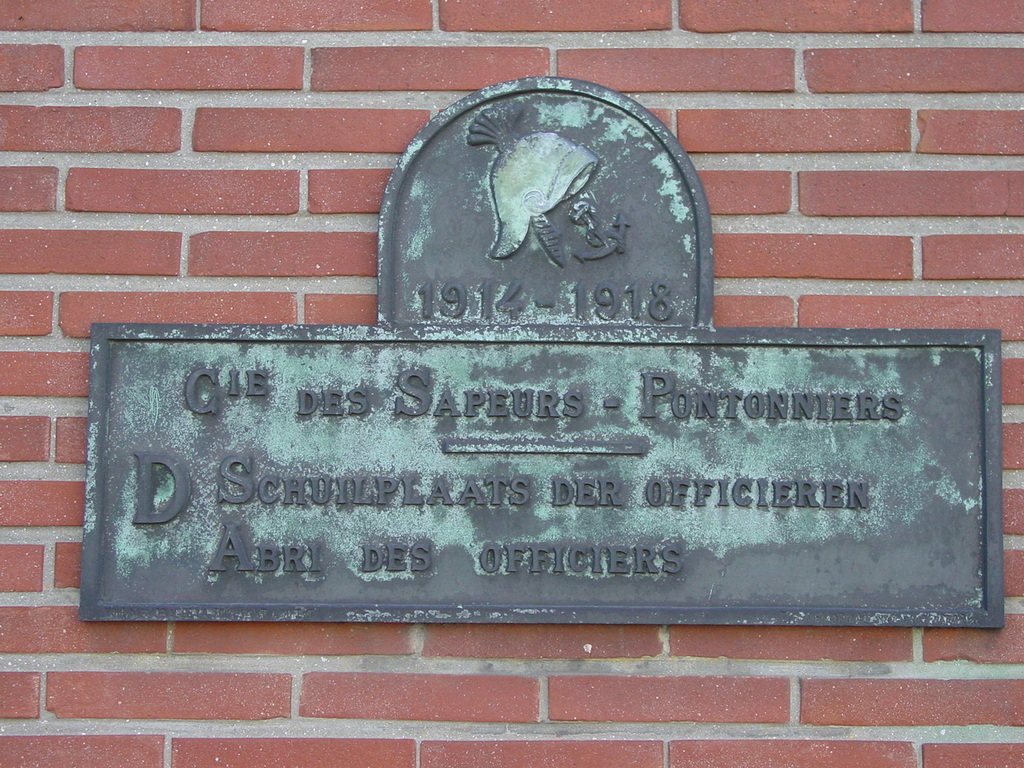 1914 - 1918
Cie des Sapeurs - Pontonniers
D Schuilplaats der officieren
Abri des officiers